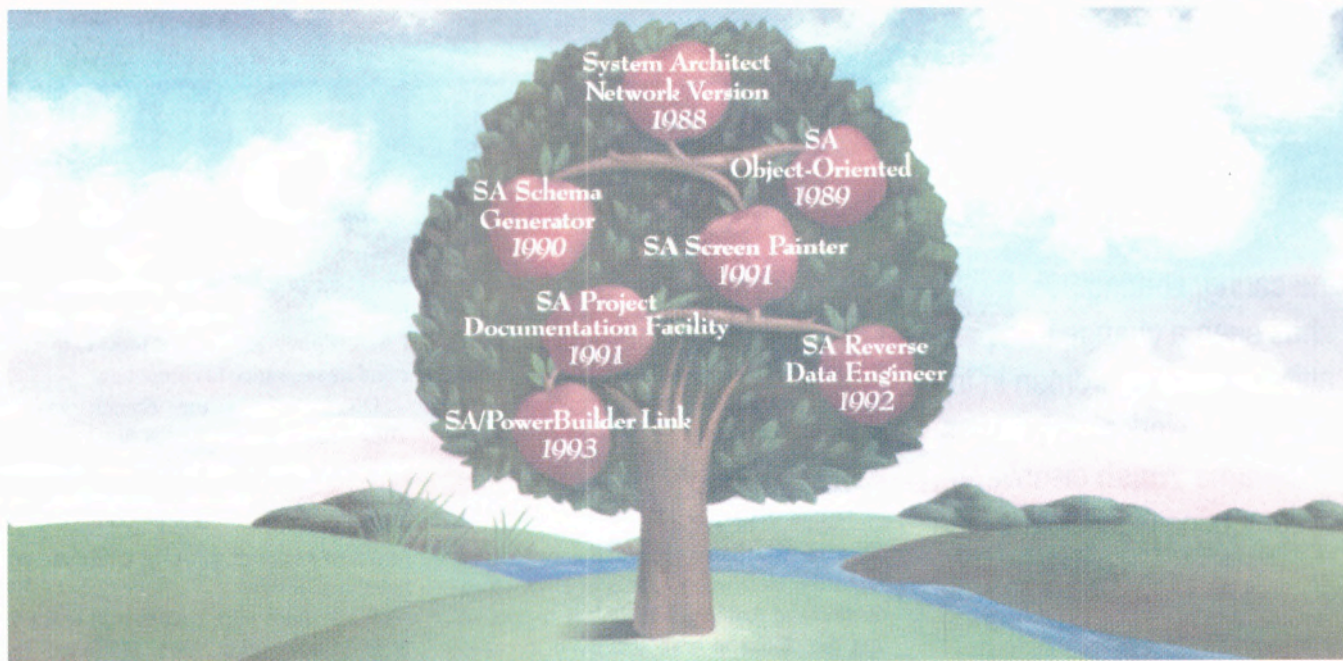 System Architect
Network Version
1988
SA
Object-Oriented
1989
SA Schema
Generator
1990
SA Screen Painter
1991
SA Project
Documentation Facility
1991
SA Reverse
Data Engineer
1992
SA/PowerBuilder Link
1993